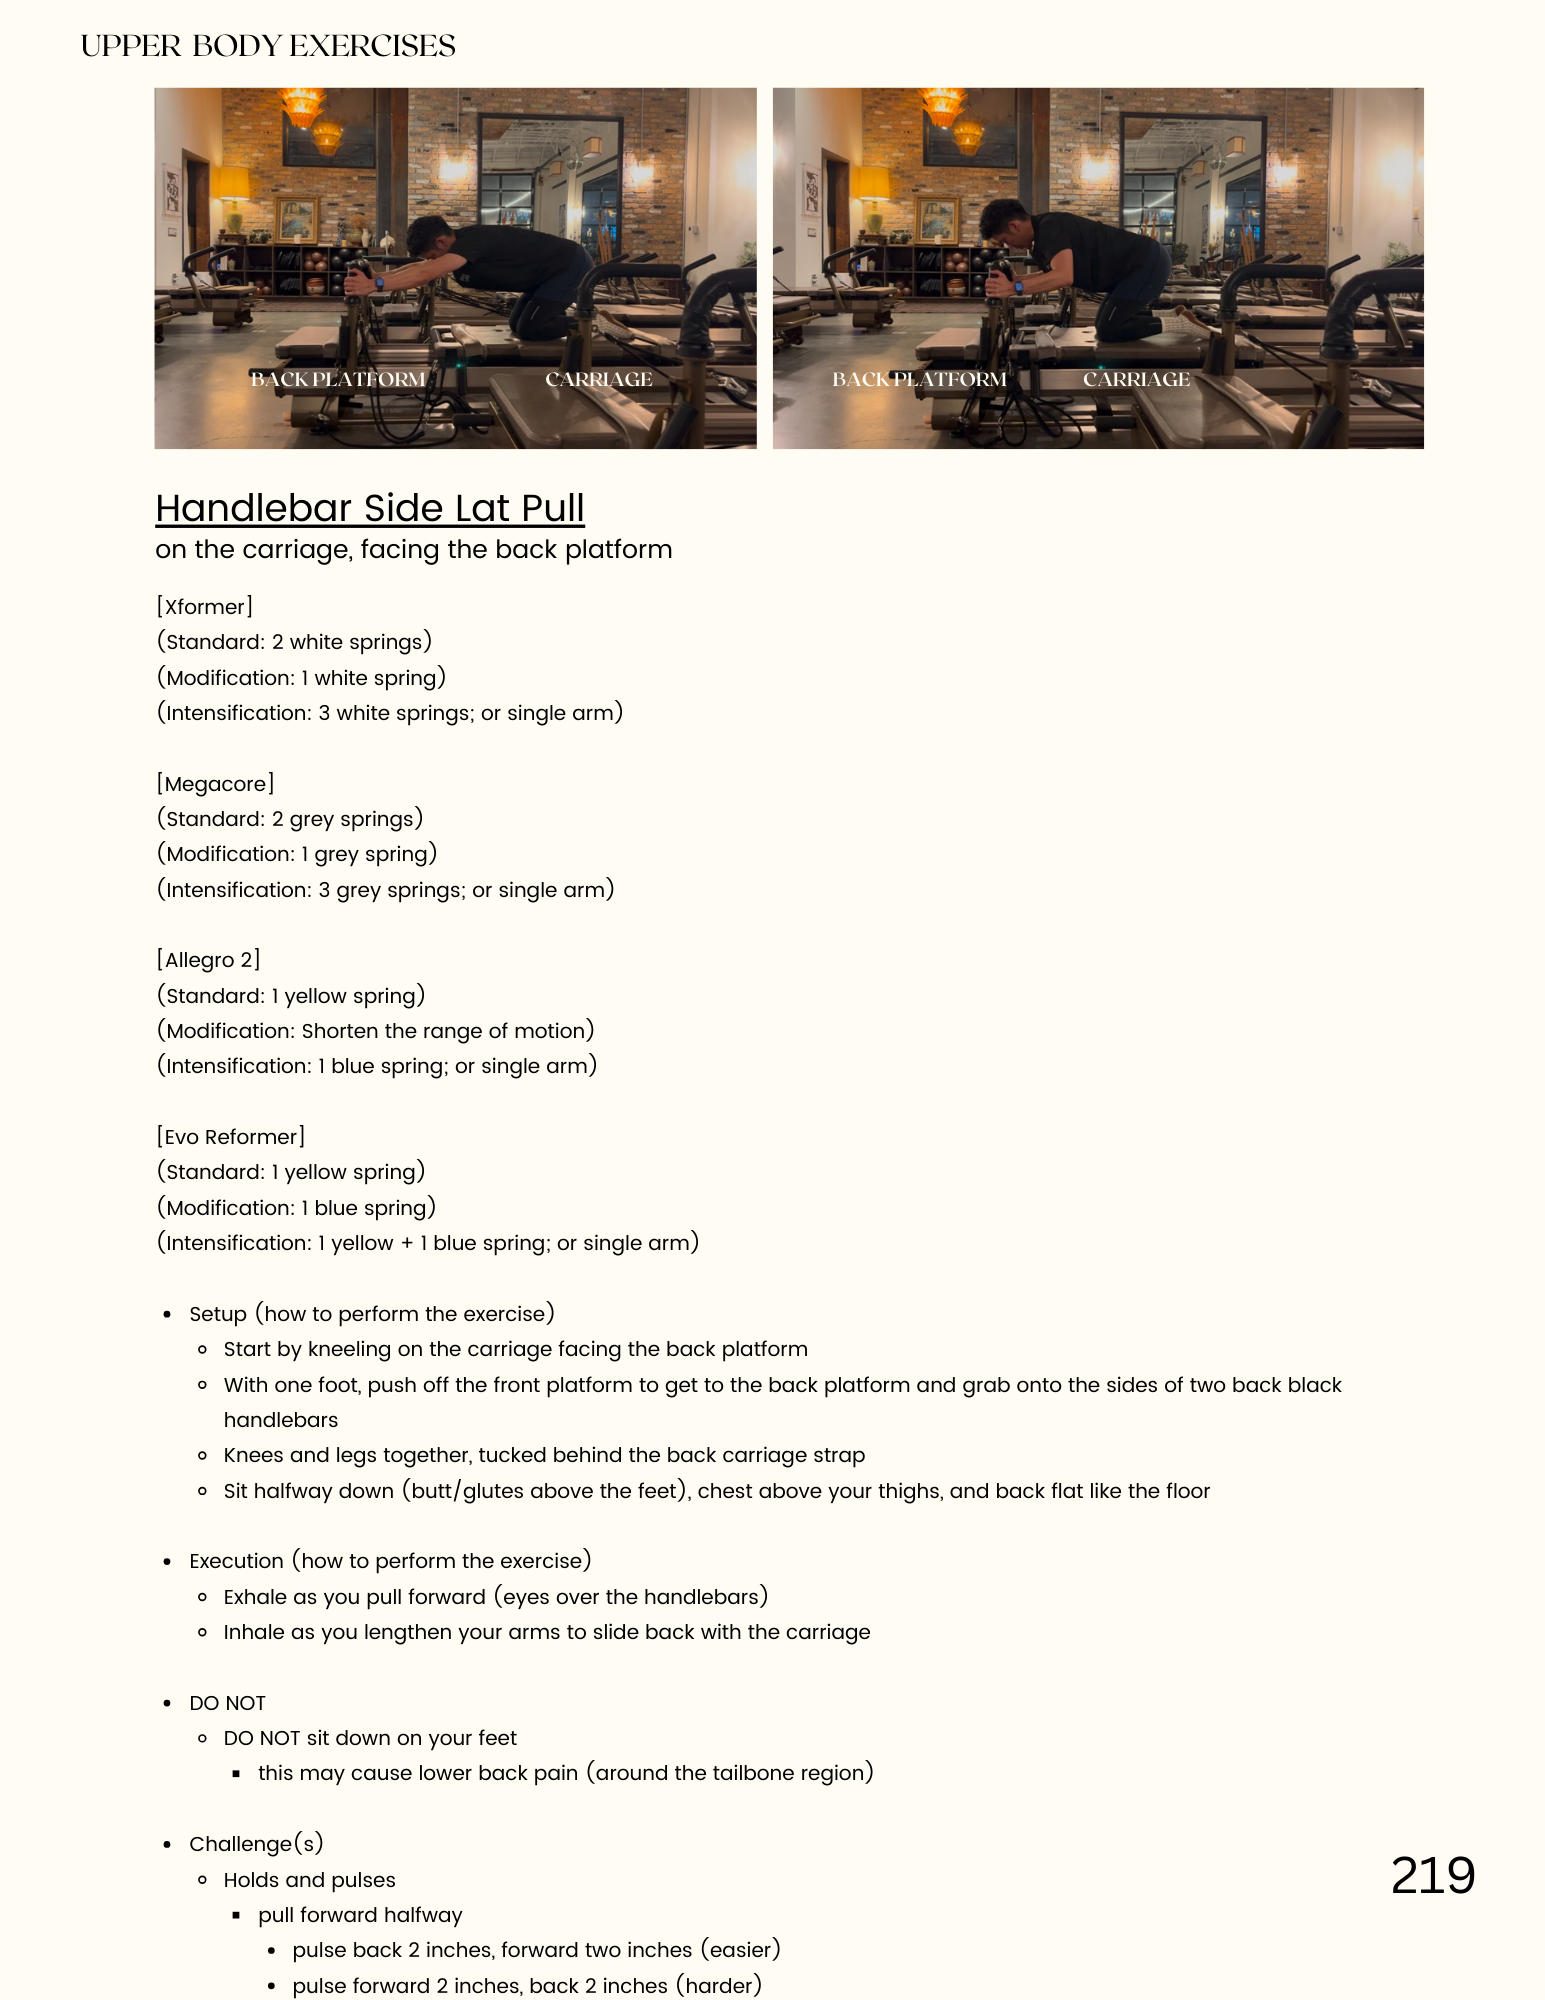 UPPER BODY EXERCISES
BACK PLATFORM
CARRIAGE
BACK PLATFORM
CARRIAGE
Handlebar Side Lat Pull
on the carriage, facing the back platform
[Xformer]
(Standard: 2 white springs)
(Modification: 1 white spring)
(Intensification: 3 white springs; or single arm)
[Megacore]
(Standard: 2 grey springs)
(Modification: 1 grey spring)
(Intensification: 3 grey springs; or single arm)
[Allegro 2]
(Standard: 1 yellow spring)
(Modification: Shorten the range of motion)
(Intensification: 1 blue spring; or single arm)
[Evo Reformer]
(Standard: 1 yellow spring)
(Modification: 1 blue spring)
(Intensification: 1 yellow + 1 blue spring; or single arm)
• Setup (how to perform the exercise)
◦ Start by kneeling on the carriage facing the back platform
◦ With one foot, push off the front platform to get to the back platform and grab onto the sides of two back black
handlebars
◦ Knees and legs together, tucked behind the back carriage strap
◦ Sit halfway down (butt/glutes above the feet), chest above your thighs, and back flat like the floor
• Execution (how to perform the exercise)
◦ Exhale as you pull forward (eyes over the handlebars)
◦ Inhale as you lengthen your arms to slide back with the carriage
• DO NOT
◦ DO NOT sit down on your feet
▪ this may cause lower back pain (around the tailbone region)
• Challenge(s)
◦ Holds and pulses
▪ pull forward halfway
• pulse back 2 inches, forward two inches (easier)
• pulse forward 2 inches, back 2 inches (harder)
219